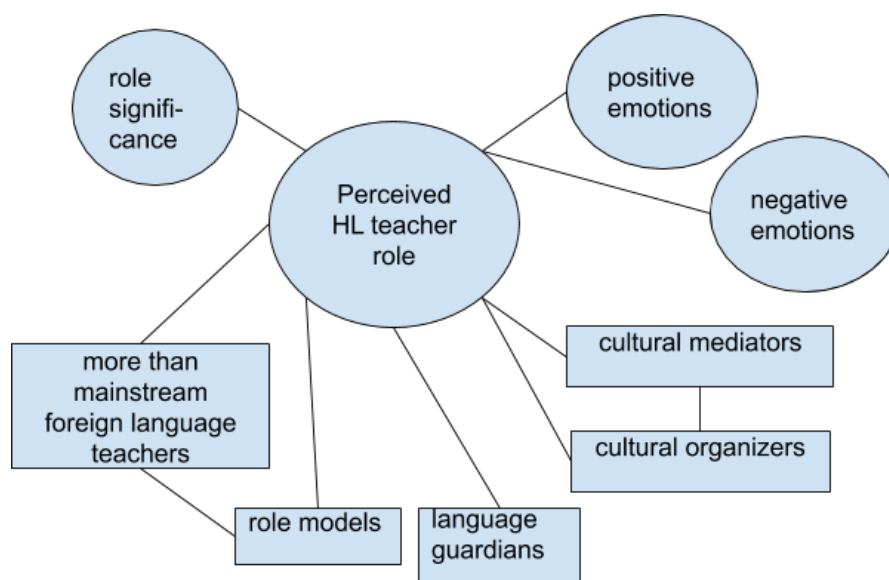 role
signifi-
cance
positive
emotions
negative
emotions
Perceived
HL teacher
role
more than
mainstream
foreign language
teachers
cultural mediators
cultural organizers
role models
language
guardians